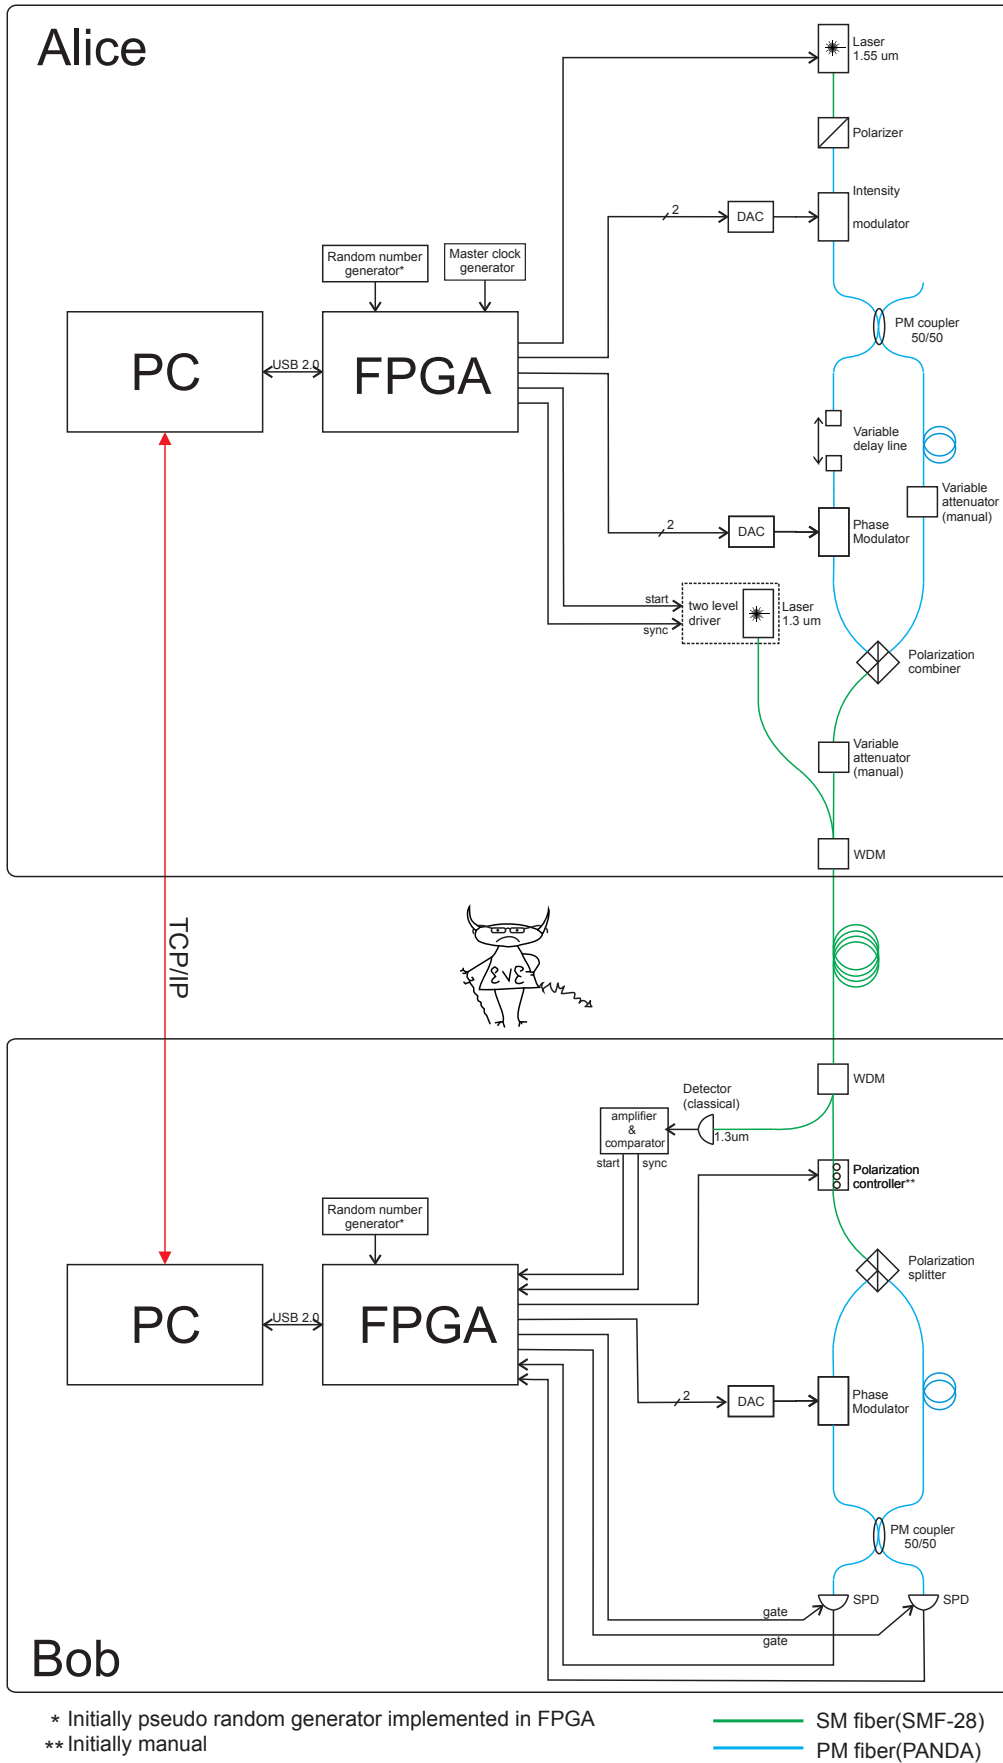 Alice
Laser
1.55 um
Polarizer
Intensity
modulator
2
DAC
Random number
generator*
Master clock
generator
PM coupler
50/50
PC
USB 2.0
FPGA
Variable
delay line
Variable
attenuator
(manual)
2
DAC
Phase
Modulator
start
sync
two level
driver
Laser
1.3 um
Polarization
combiner
Variable
attenuator
(manual)
WDM
TCP/IP
EVE
WDM
Detector
(classical)
1.3um
amplifier
&
comparator
start
sync
Polarization
controller**
Random number
generator*
Polarization
splitter
PC
USB 2.0
FPGA
2
DAC
Phase
Modulator
PM coupler
50/50
SPD
SPD
gate
gate
Bob
* Initially pseudo random generator implemented in FPGA
** Initially manual
SM fiber(SMF-28)
PM fiber(PANDA)